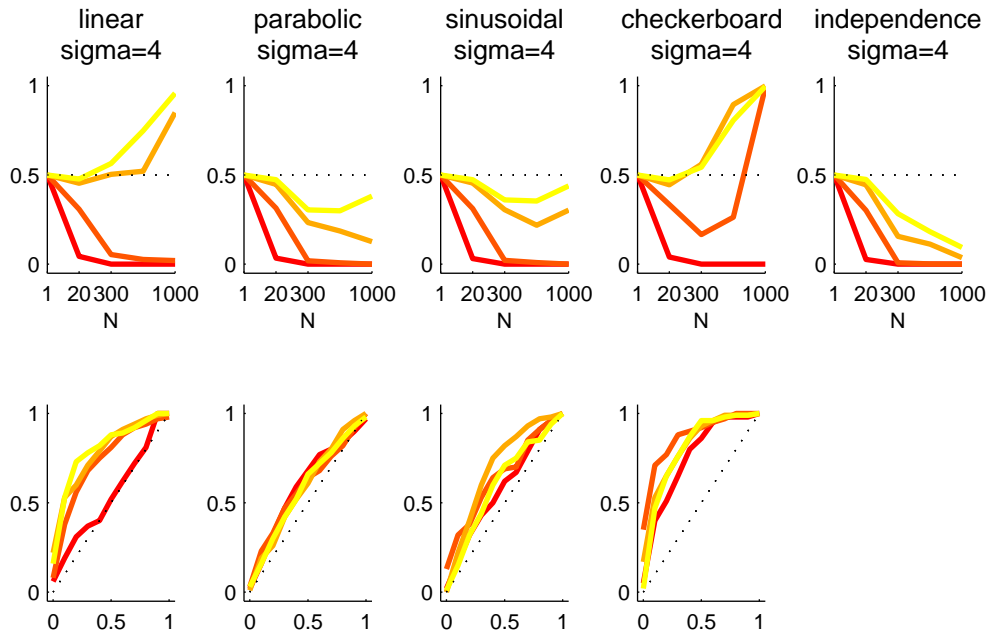 linear parabolic sinusoidal checkerboard independence
sigma=4 sigma=4 sigma=4 sigma=4 sigma=4
1 1 1 1 1
0.5 0.5 0.5 0.5 0.5
0 0 0 0 0
1 20 300 1000 1 20 300 1000 1 20 300 1000 1 20 300 1000 1 20 300 1000
N N N N N
1 1 1 1
0.5 0.5 0.5 0.5
0 0 0 0
0 0.5 1 0 0.5 1 0 0.5 1 0 0.5 1